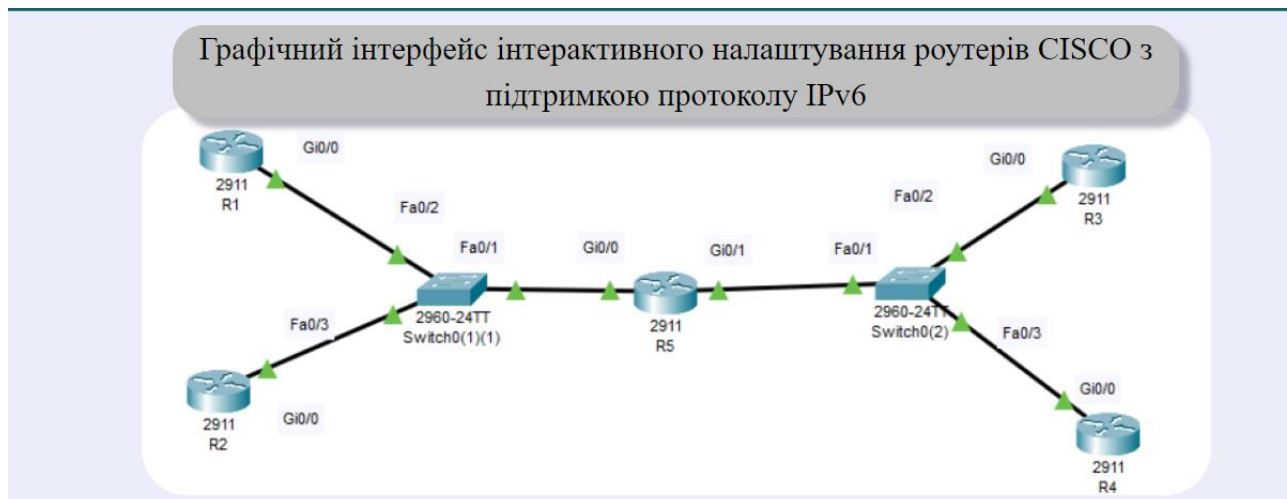 Графічний інтерфейс інтерактивного налаштування роутерів CISCO з
підтримкою протоколу IPv6
Gi0/0
2911
R1
Fa0/2
Fa0/1
Gi0/0
Gi0/1
Fa0/1
Fa0/2
Gi0/0
2911
R3
2960-24TT
Switch0(1)(1)
2911
R5
2960-24TT
Switch0(2)
Fa0/3
Fa0/3
2911
R2
Gi0/0
Gi0/0
2911
R4